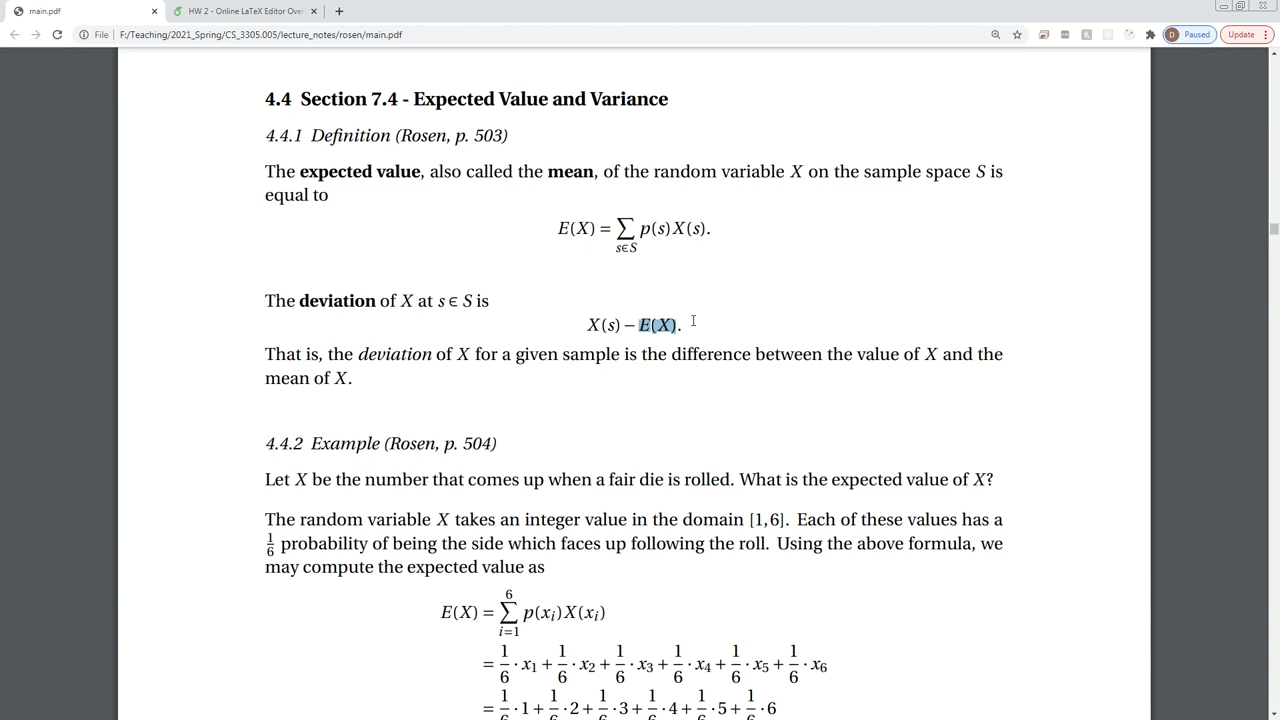 main.pdf
HW 2 - Online LaTeX Editor Over
File
F:/Teaching/2021_Spring/CS_3305.005/lecture_notes/rosen/main.pdf
D
Paused
Update
4.4 Section 7.4 - Expected Value and Variance
4.4.1 Definition (Rosen, p. 503)
The expected value, also called the mean, of the random variable X on the sample space S is
equal to
E(X) = ∑ p(s)X(s).
s∈S
The deviation of X at s ∈ S is
X(s) − E(X).
That is, the deviation of X for a given sample is the difference between the value of X and the
mean of X.
4.4.2 Example (Rosen, p. 504)
Let X be the number that comes up when a fair die is rolled. What is the expected value of X?
The random variable X takes an integer value in the domain [1,6]. Each of these values has a
1/6 probability of being the side which faces up following the roll. Using the above formula, we
may compute the expected value as
6
E(X) = ∑ p(xᵢ)X(xᵢ)
i=1
= 1/6 · x₁ + 1/6 · x₂ + 1/6 · x₃ + 1/6 · x₄ + 1/6 · x₅ + 1/6 · x₆
= 1/6 · 1 + 1/6 · 2 + 1/6 · 3 + 1/6 · 4 + 1/6 · 5 + 1/6 · 6